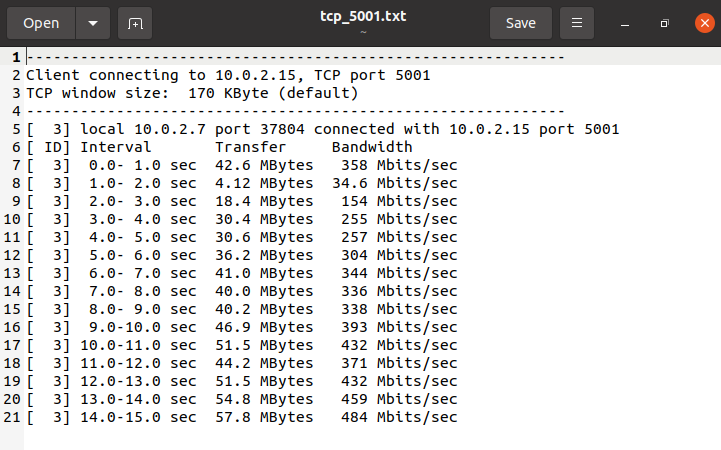 Open tcp_5001.txt Save
~
1 ------------------------------------------------------------
2 Client connecting to 10.0.2.15, TCP port 5001
3 TCP window size:  170 KByte (default)
4 ------------------------------------------------------------
5 [  3] local 10.0.2.7 port 37804 connected with 10.0.2.15 port 5001
6 [ ID] Interval       Transfer     Bandwidth
7 [  3]  0.0- 1.0 sec  42.6 MBytes   358 Mbits/sec
8 [  3]  1.0- 2.0 sec  4.12 MBytes  34.6 Mbits/sec
9 [  3]  2.0- 3.0 sec  18.4 MBytes   154 Mbits/sec
10 [  3]  3.0- 4.0 sec  30.4 MBytes   255 Mbits/sec
11 [  3]  4.0- 5.0 sec  30.6 MBytes   257 Mbits/sec
12 [  3]  5.0- 6.0 sec  36.2 MBytes   304 Mbits/sec
13 [  3]  6.0- 7.0 sec  41.0 MBytes   344 Mbits/sec
14 [  3]  7.0- 8.0 sec  40.0 MBytes   336 Mbits/sec
15 [  3]  8.0- 9.0 sec  40.2 MBytes   338 Mbits/sec
16 [  3]  9.0-10.0 sec  46.9 MBytes   393 Mbits/sec
17 [  3] 10.0-11.0 sec  51.5 MBytes   432 Mbits/sec
18 [  3] 11.0-12.0 sec  44.2 MBytes   371 Mbits/sec
19 [  3] 12.0-13.0 sec  51.5 MBytes   432 Mbits/sec
20 [  3] 13.0-14.0 sec  54.8 MBytes   459 Mbits/sec
21 [  3] 14.0-15.0 sec  57.8 MBytes   484 Mbits/sec